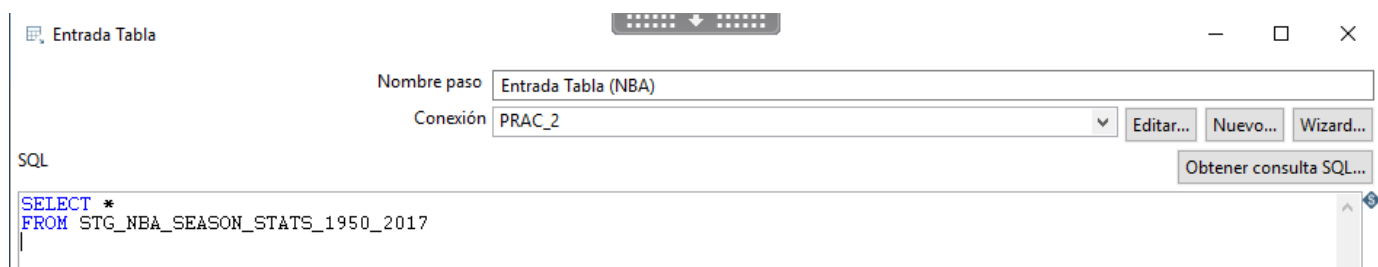 Entrada Tabla
Nombre paso Entrada Tabla (NBA)
Conexión PRAC_2 Editar... Nuevo... Wizard...
SQL Obtener consulta SQL...
SELECT *
FROM STG_NBA_SEASON_STATS_1950_2017